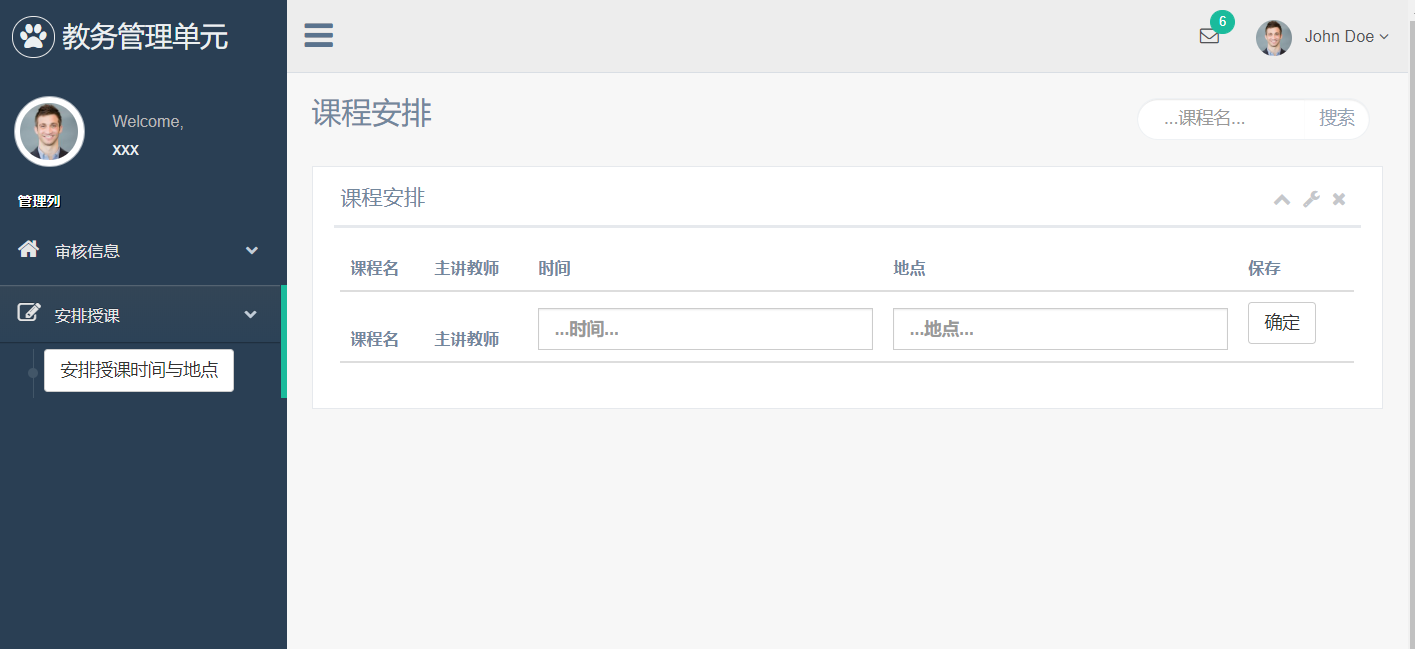 教务管理单元
6
John Doe
Welcome,
xxx
管理列
审核信息
安排授课
安排授课时间与地点
课程安排
...课程名... 搜索
课程安排
课程名 主讲教师 时间 地点 保存
课程名 主讲教师 ...时间... ...地点... 确定